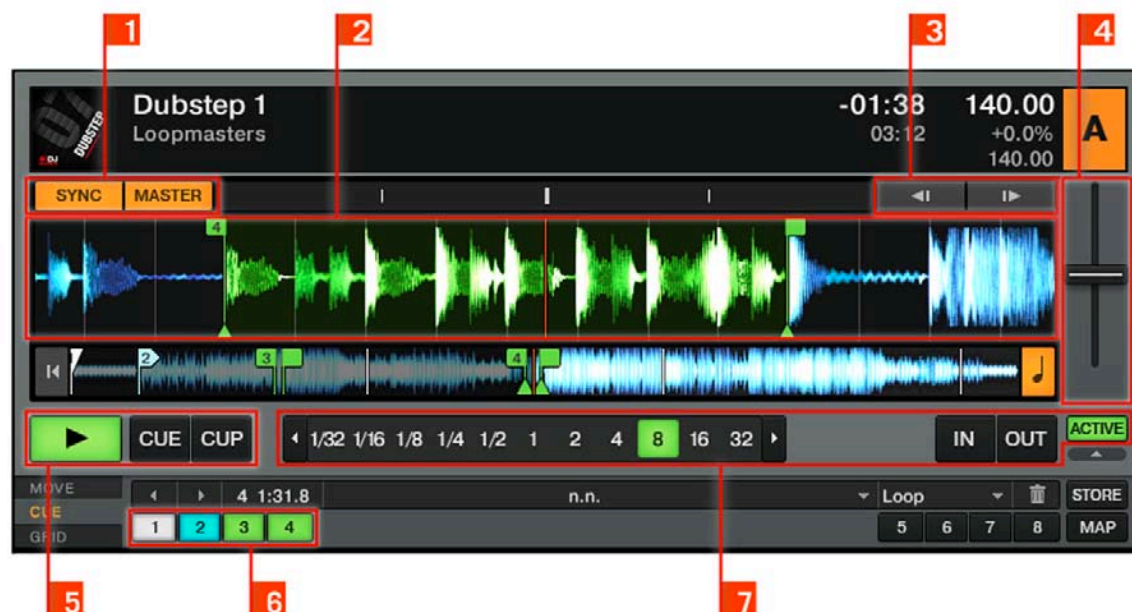 1 2 3 4
07
DUBSTEP
DJ
Dubstep 1 -01:38 140.00 A
Loopmasters 03:12 +0.0%
140.00
SYNC MASTER
4
2 3 4
CUE CUP 1/32 1/16 1/8 1/4 1/2 1 2 4 8 16 32 IN OUT ACTIVE
MOVE 4 1:31.8 n.n. Loop STORE
CUE 1 2 3 4 5 6 7 8 MAP
GRID
5 6 7